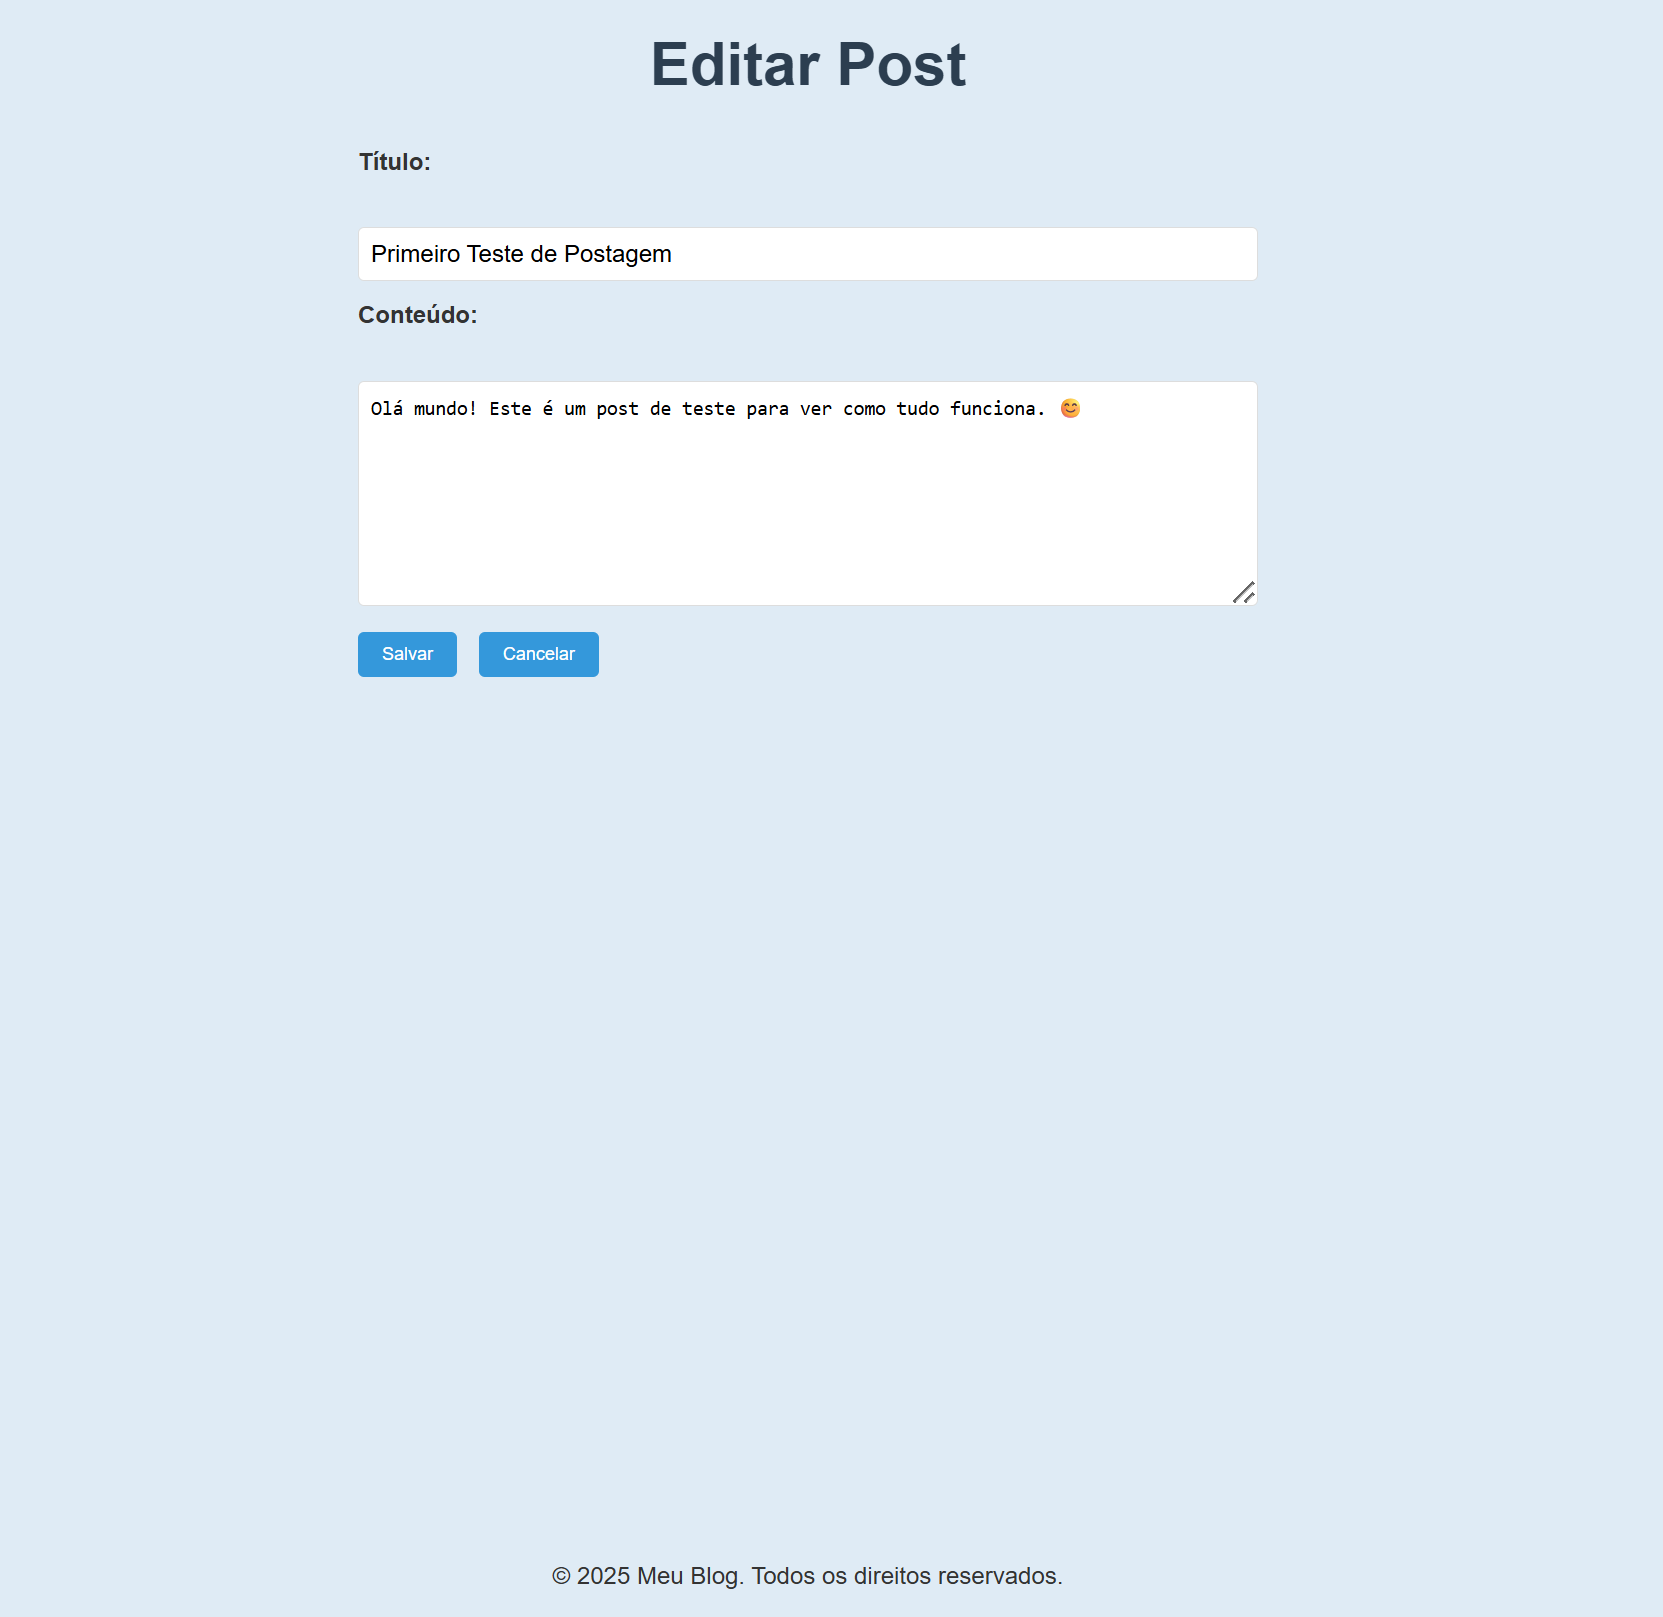 Editar Post
Título:
Primeiro Teste de Postagem
Conteúdo:
Olá mundo! Este é um post de teste para ver como tudo funciona. 😊
Salvar Cancelar
© 2025 Meu Blog. Todos os direitos reservados.